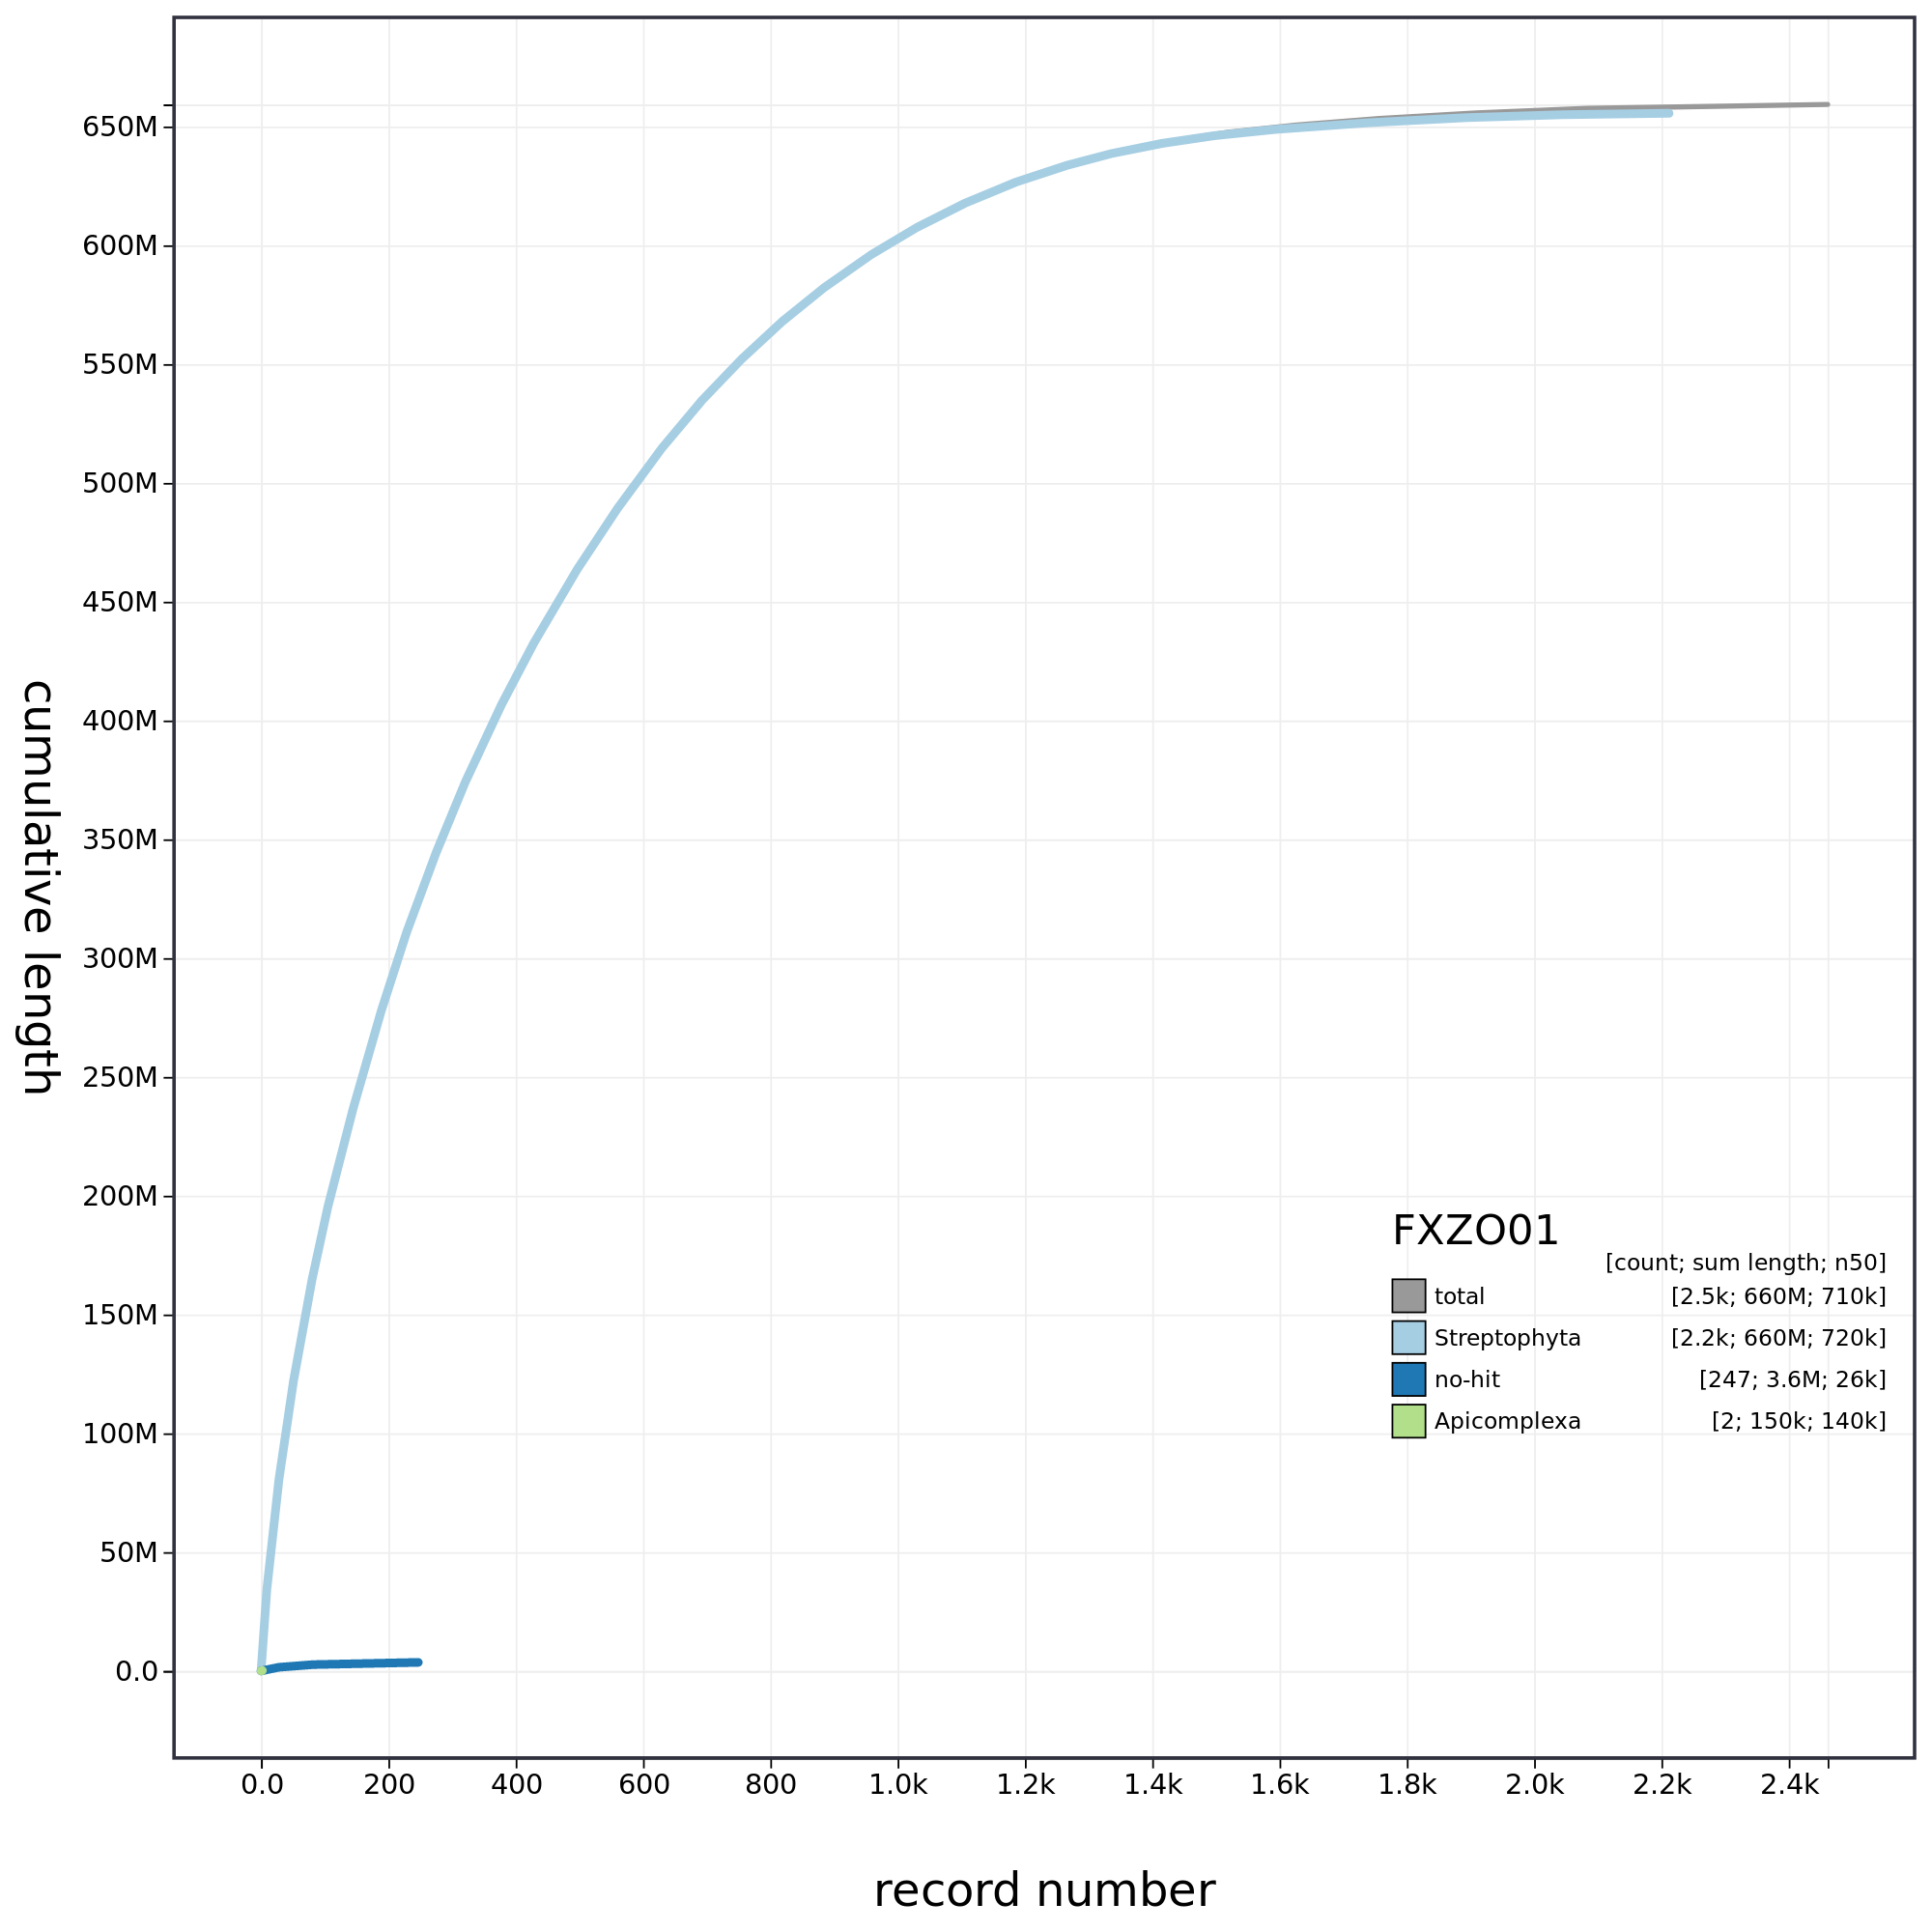 cumulative length
650M
600M
550M
500M
450M
400M
350M
300M
250M
200M
150M
100M
50M
0.0
FXZO01
[count; sum length; n50]
total [2.5k; 660M; 710k]
Streptophyta [2.2k; 660M; 720k]
no-hit [247; 3.6M; 26k]
Apicomplexa [2; 150k; 140k]
0.0 200 400 600 800 1.0k 1.2k 1.4k 1.6k 1.8k 2.0k 2.2k 2.4k
record number